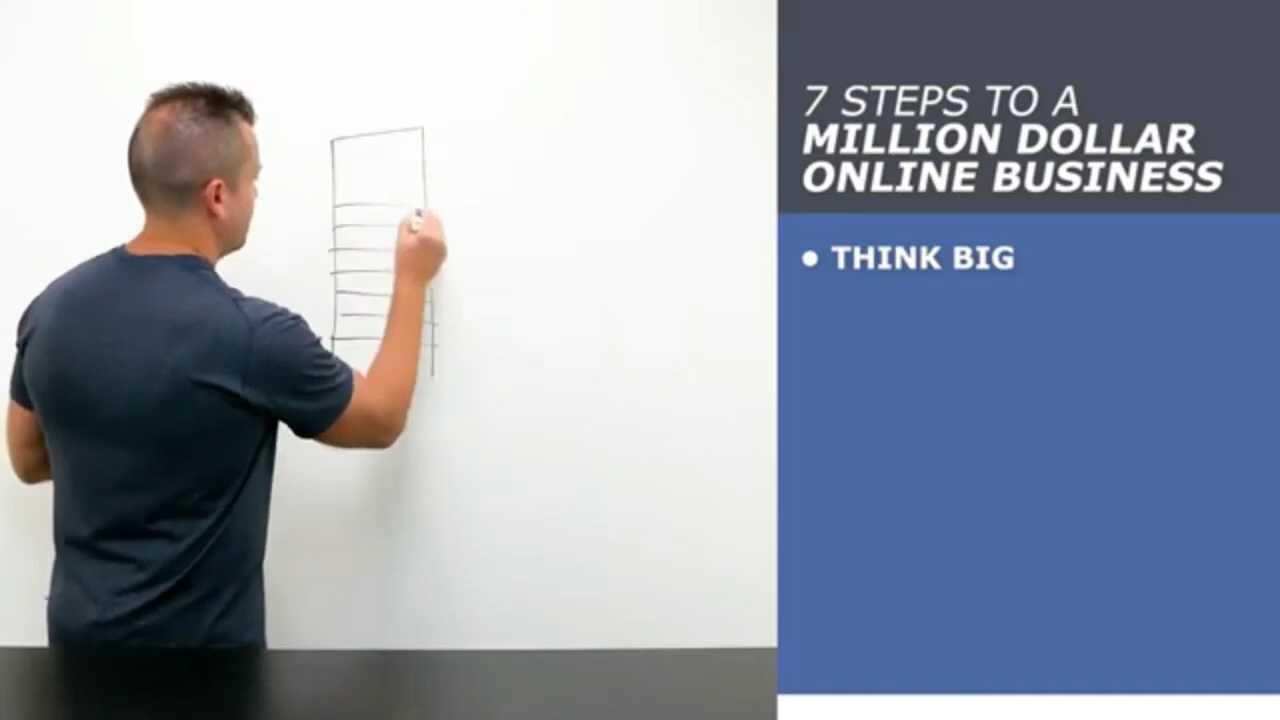 7 STEPS TO A
MILLION DOLLAR
ONLINE BUSINESS
• THINK BIG